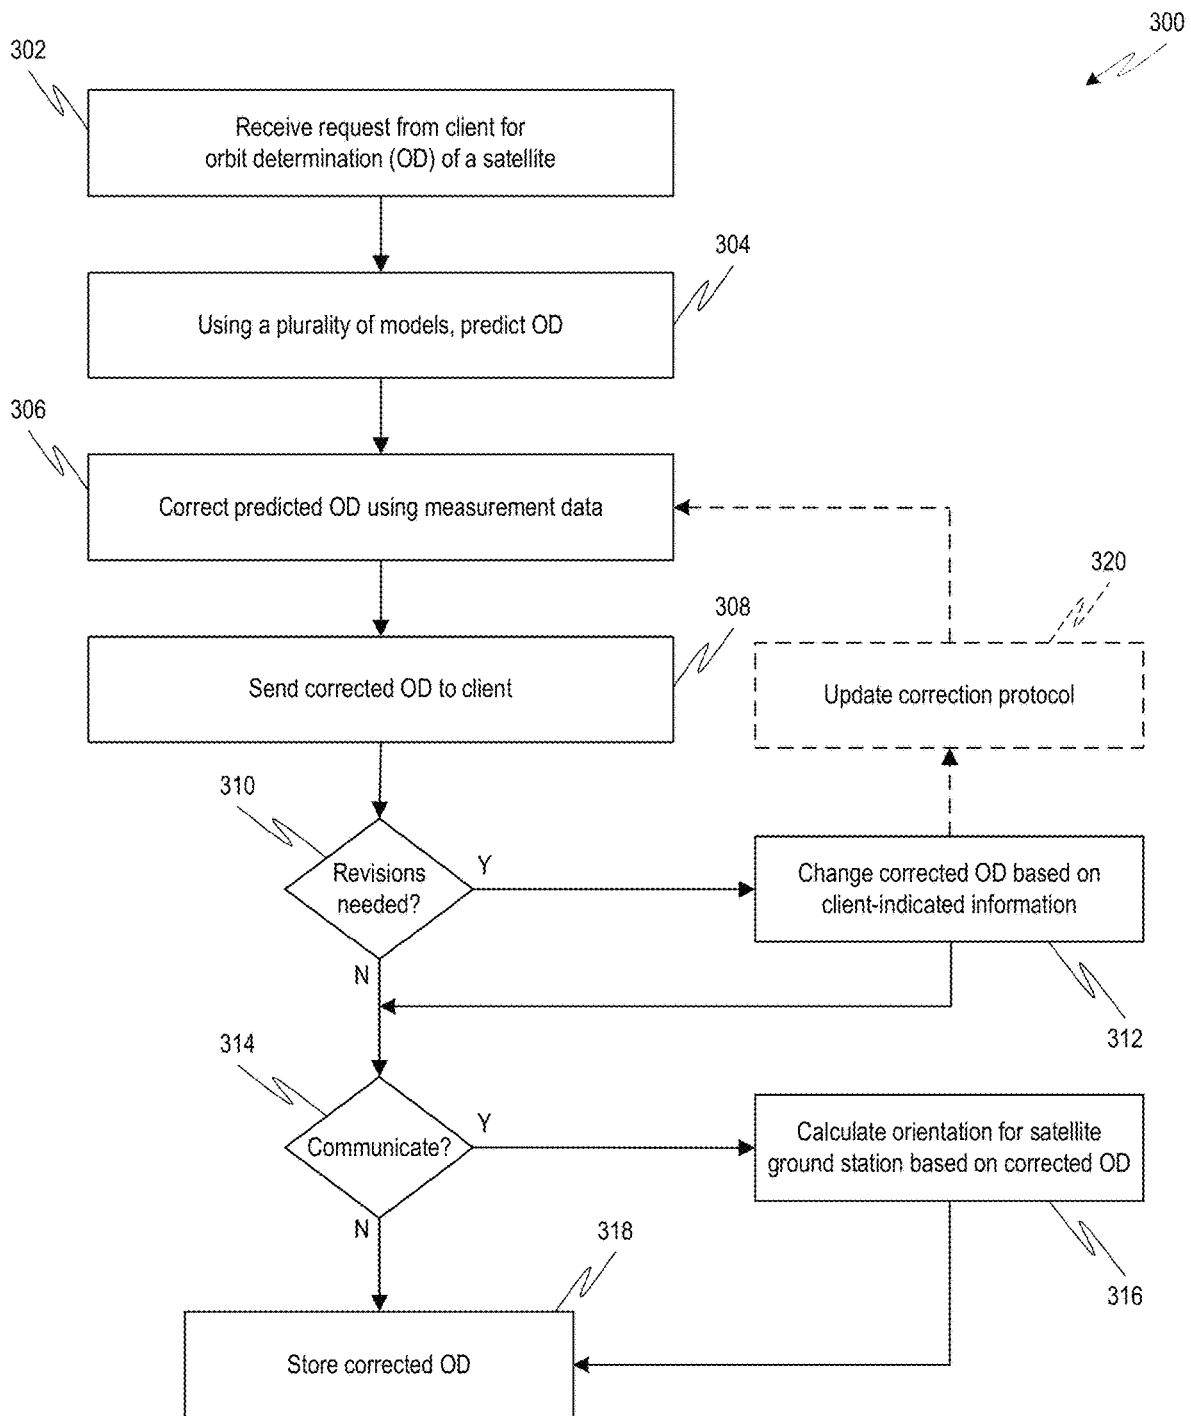 300
302
Receive request from client for
orbit determination (OD) of a satellite
304
Using a plurality of models, predict OD
306
Correct predicted OD using measurement data
320
308
Send corrected OD to client
Update correction protocol
310
Revisions
needed?
Y
Change corrected OD based on
client-indicated information
N
312
314
Communicate?
Y
Calculate orientation for satellite
ground station based on corrected OD
N
318
316
Store corrected OD